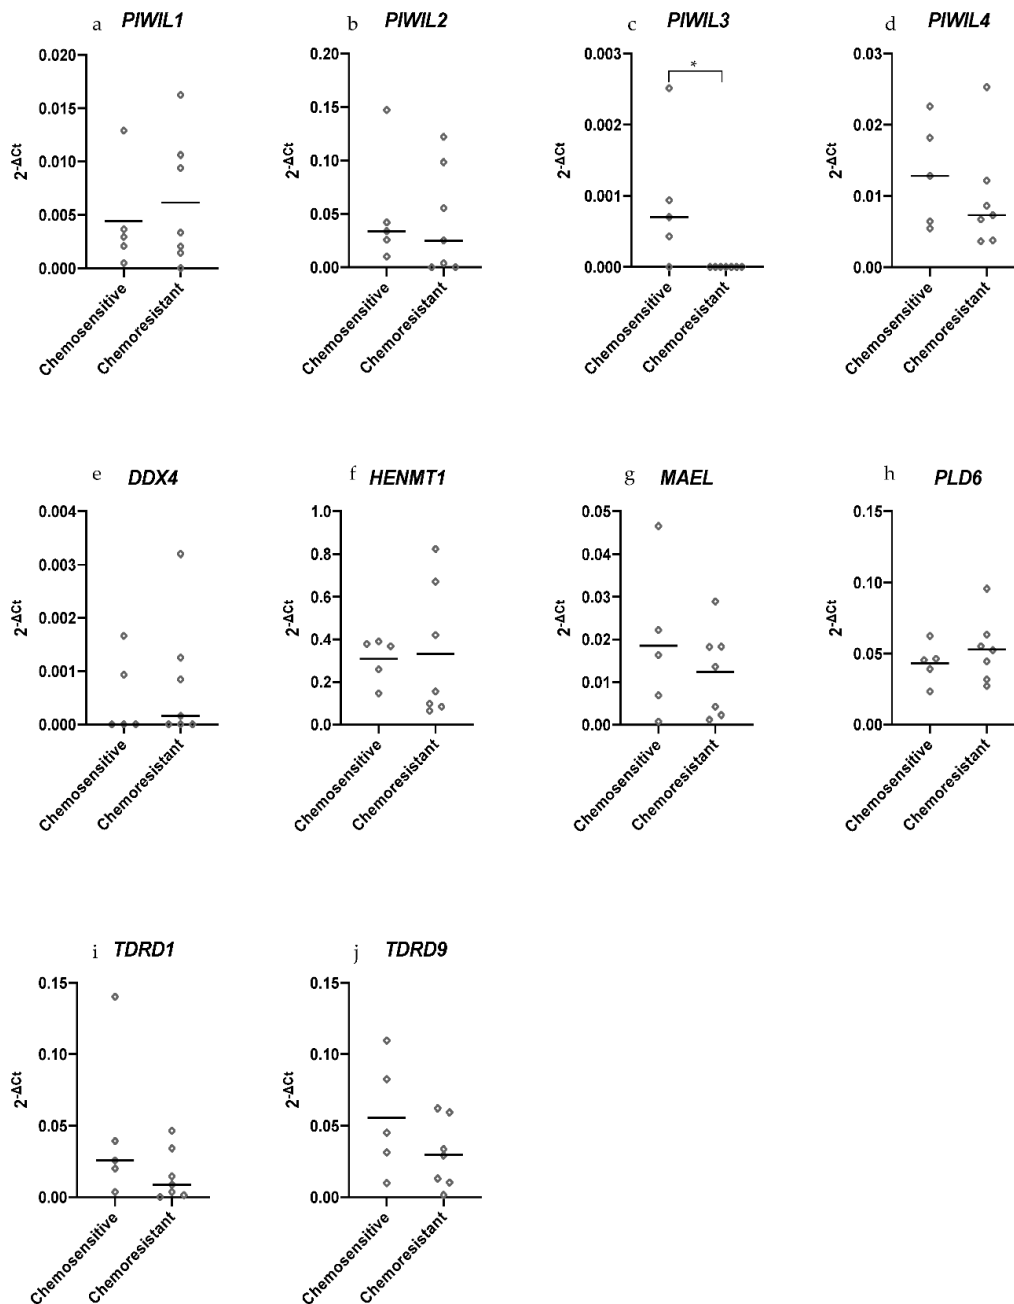 a PIWIL1
b PIWIL2
c PIWIL3
d PIWIL4
0.020
0.015
0.010
0.005
0.000
2-ΔCt
Chemosensitive
Chemoresistant
0.20
0.15
0.10
0.05
0.00
2-ΔCt
Chemosensitive
Chemoresistant
0.003
0.002
0.001
0.000
2-ΔCt
*
Chemosensitive
Chemoresistant
0.03
0.02
0.01
0.00
2-ΔCt
Chemosensitive
Chemoresistant
e DDX4
f HENMT1
g MAEL
h PLD6
0.004
0.003
0.002
0.001
0.000
2-ΔCt
Chemosensitive
Chemoresistant
1.0
0.8
0.6
0.4
0.2
0.0
2-ΔCt
Chemosensitive
Chemoresistant
0.05
0.04
0.03
0.02
0.01
0.00
2-ΔCt
Chemosensitive
Chemoresistant
0.15
0.10
0.05
0.00
2-ΔCt
Chemosensitive
Chemoresistant
i TDRD1
j TDRD9
0.15
0.10
0.05
0.00
2-ΔCt
Chemosensitive
Chemoresistant
0.15
0.10
0.05
0.00
2-ΔCt
Chemosensitive
Chemoresistant